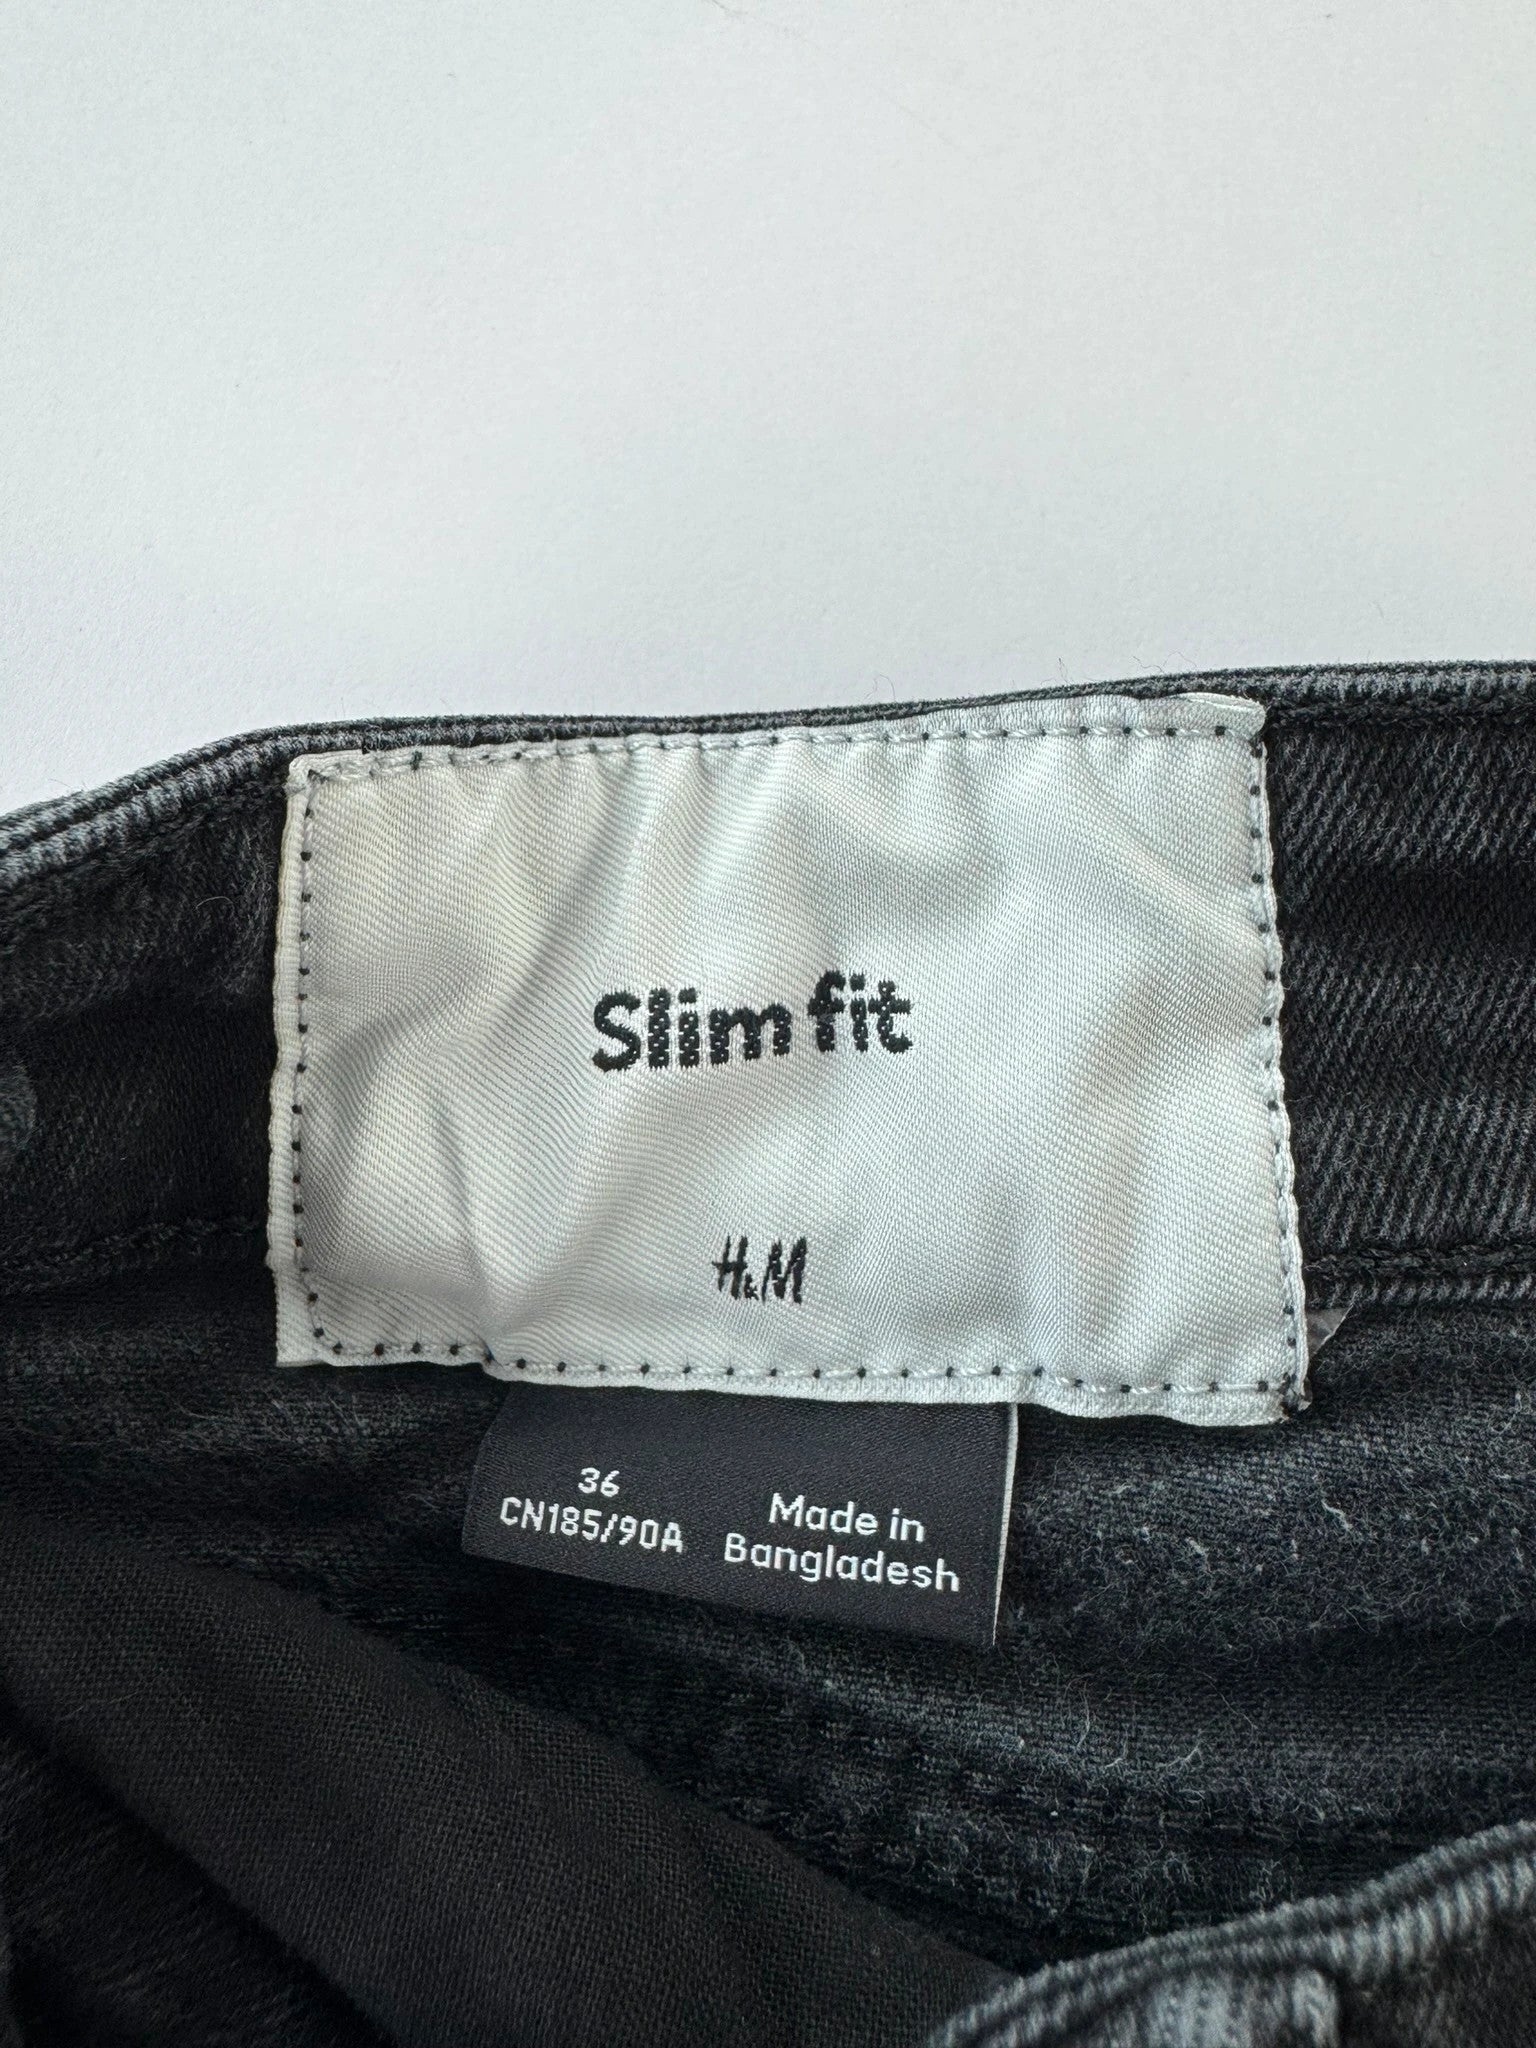 Slim fit
H&M
36
CN185/90A
Made in
Bangladesh